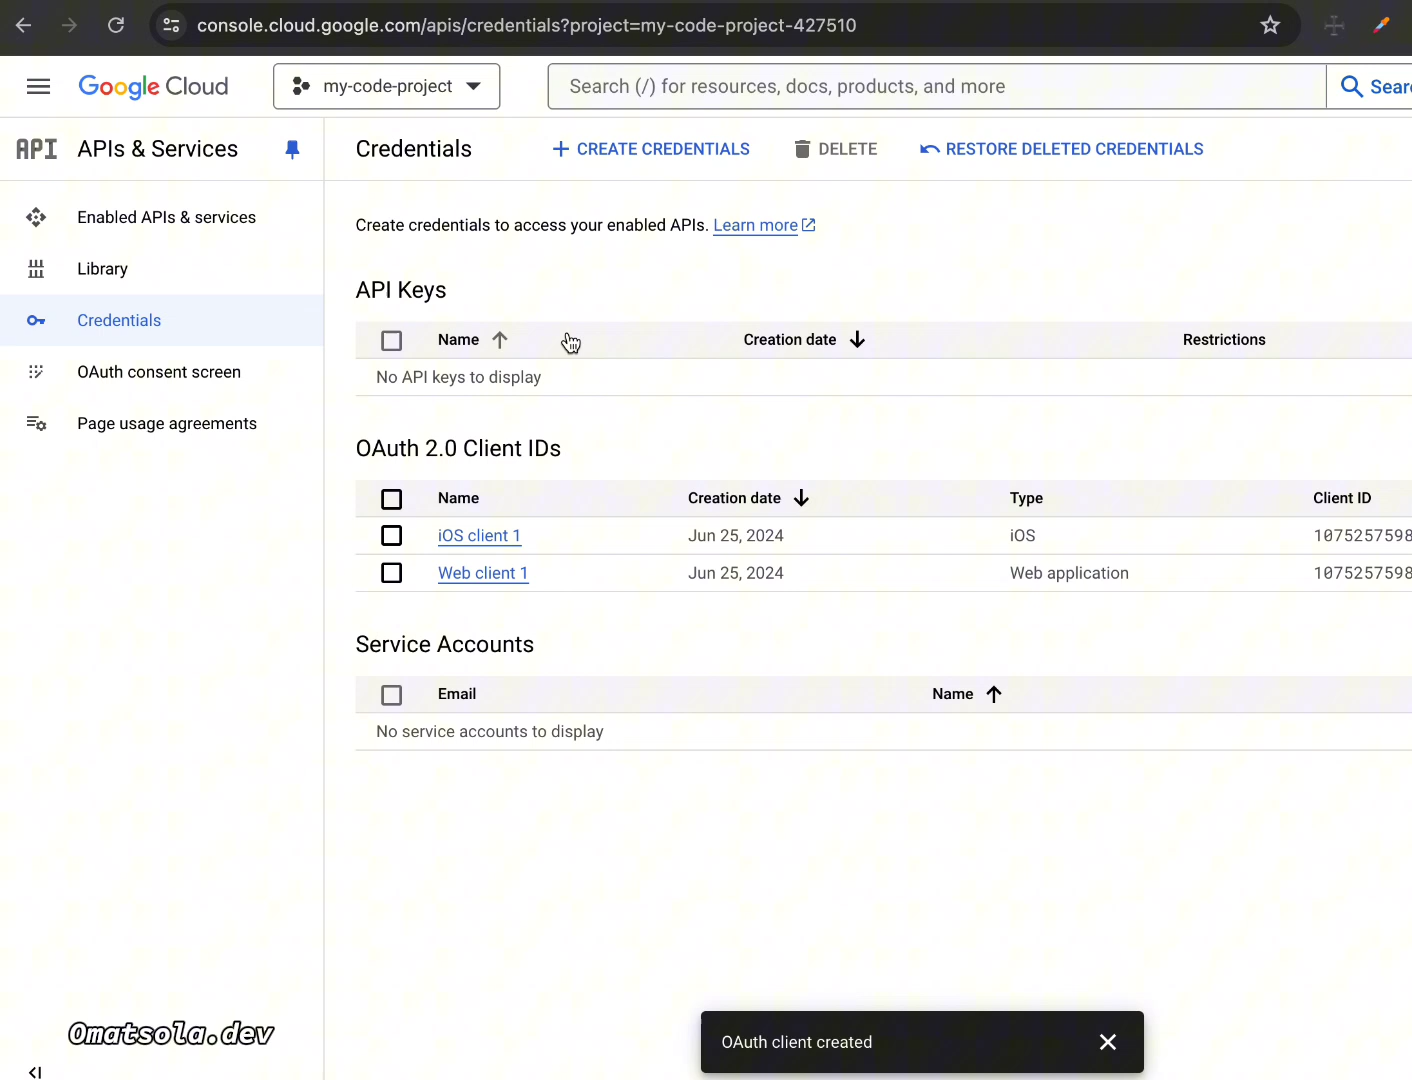 console.cloud.google.com/apis/credentials?project=my-code-project-427510
Google Cloud
my-code-project
Search (/) for resources, docs, products, and more
Sear
API APIs & Services
Credentials
CREATE CREDENTIALS
DELETE
RESTORE DELETED CREDENTIALS
Enabled APIs & services
Library
Credentials
OAuth consent screen
Page usage agreements
Create credentials to access your enabled APIs. Learn more
API Keys
Name Creation date Restrictions
No API keys to display
OAuth 2.0 Client IDs
Name Creation date Type Client ID
iOS client 1 Jun 25, 2024 iOS 1075257598
Web client 1 Jun 25, 2024 Web application 1075257598
Service Accounts
Email Name
No service accounts to display
Omatsola.dev
OAuth client created